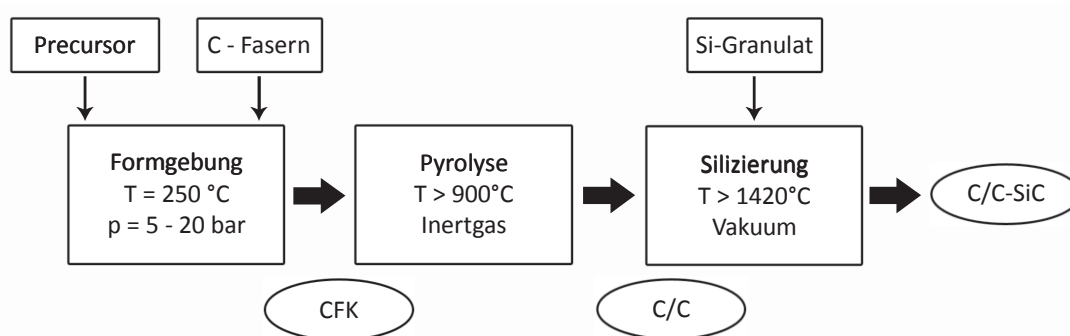 Precursor
C - Fasern
Si-Granulat
Formgebung
T = 250 °C
p = 5 - 20 bar
Pyrolyse
T > 900°C
Inertgas
Silizierung
T > 1420°C
Vakuum
C/C-SiC
CFK
C/C